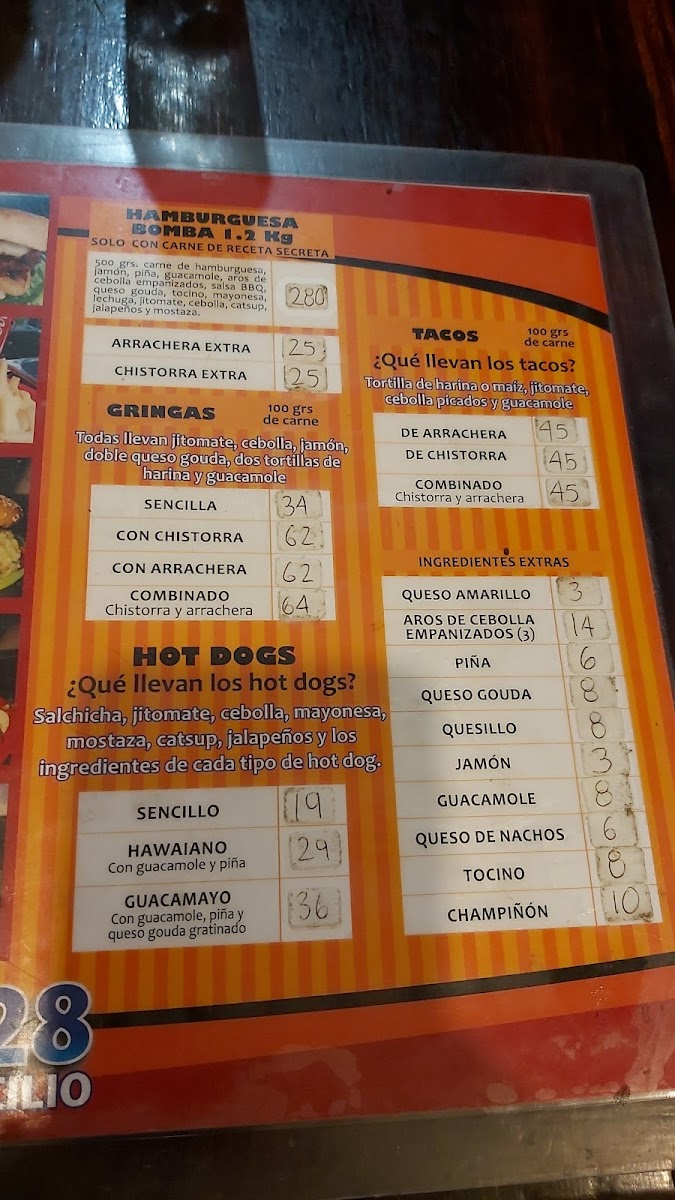 HAMBURGUESA
BOMBA 1.2 Kg
SOLO CON CARNE DE RECETA SECRETA
500 grs. carne de hamburguesa,
jamón, piña, guacamole, aros de
cebolla empanizados, salsa BBQ,
queso gouda, tocino, mayonesa,
lechuga, jitomate, cebolla, catsup,
jalapeños y mostaza.
280
ARRACHERA EXTRA 25
CHISTORRA EXTRA 25
GRINGAS
100 grs
de carne
Todas llevan jitomate, cebolla, jamón,
doble queso gouda, dos tortillas de
harina y guacamole
SENCILLA 34
CON CHISTORRA 62
CON ARRACHERA 62
COMBINADO
Chistorra y arrachera 64
HOT DOGS
¿Qué llevan los hot dogs?
Salchicha, jitomate, cebolla, mayonesa,
mostaza, catsup, jalapeños y los
ingredientes de cada tipo de hot dog.
SENCILLO 19
HAWAIANO
Con guacamole y piña 29
GUACAMAYO
Con guacamole, piña y
queso gouda gratinado
36
TACOS
100 grs
de carne
¿Qué llevan los tacos?
Tortilla de harina o maíz, jitomate,
cebolla picados y guacamole
DE ARRACHERA 45
DE CHISTORRA 45
COMBINADO
Chistorra y arrachera 45
INGREDIENTES EXTRAS
QUESO AMARILLO 3
AROS DE CEBOLLA
EMPANIZADOS (3) 14
PIÑA 6
QUESO GOUDA 8
QUESILLO 8
JAMÓN 3
GUACAMOLE 8
QUESO DE NACHOS 6
TOCINO 8
CHAMPIÑÓN 10
28
CILIO